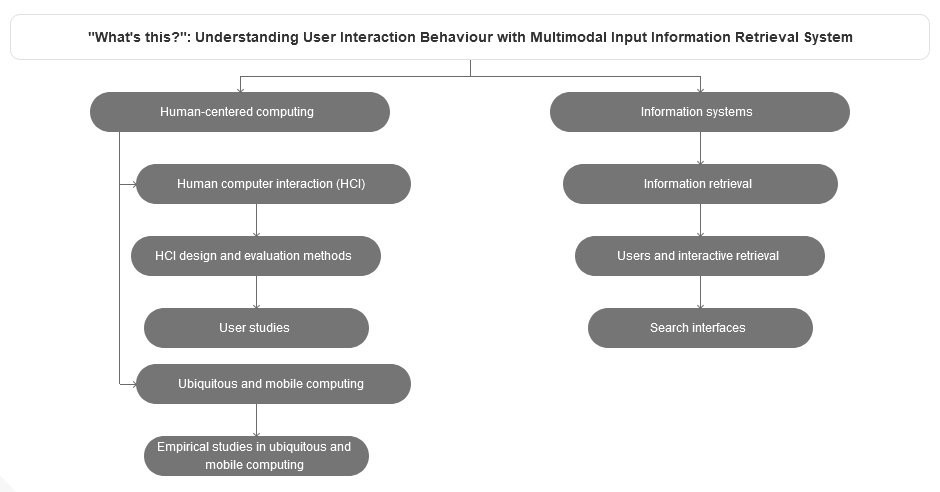 "What's this?": Understanding User Interaction Behaviour with Multimodal Input Information Retrieval System
Human-centered computing
Human computer interaction (HCI)
HCI design and evaluation methods
User studies
Ubiquitous and mobile computing
Empirical studies in ubiquitous and
mobile computing
Information systems
Information retrieval
Users and interactive retrieval
Search interfaces